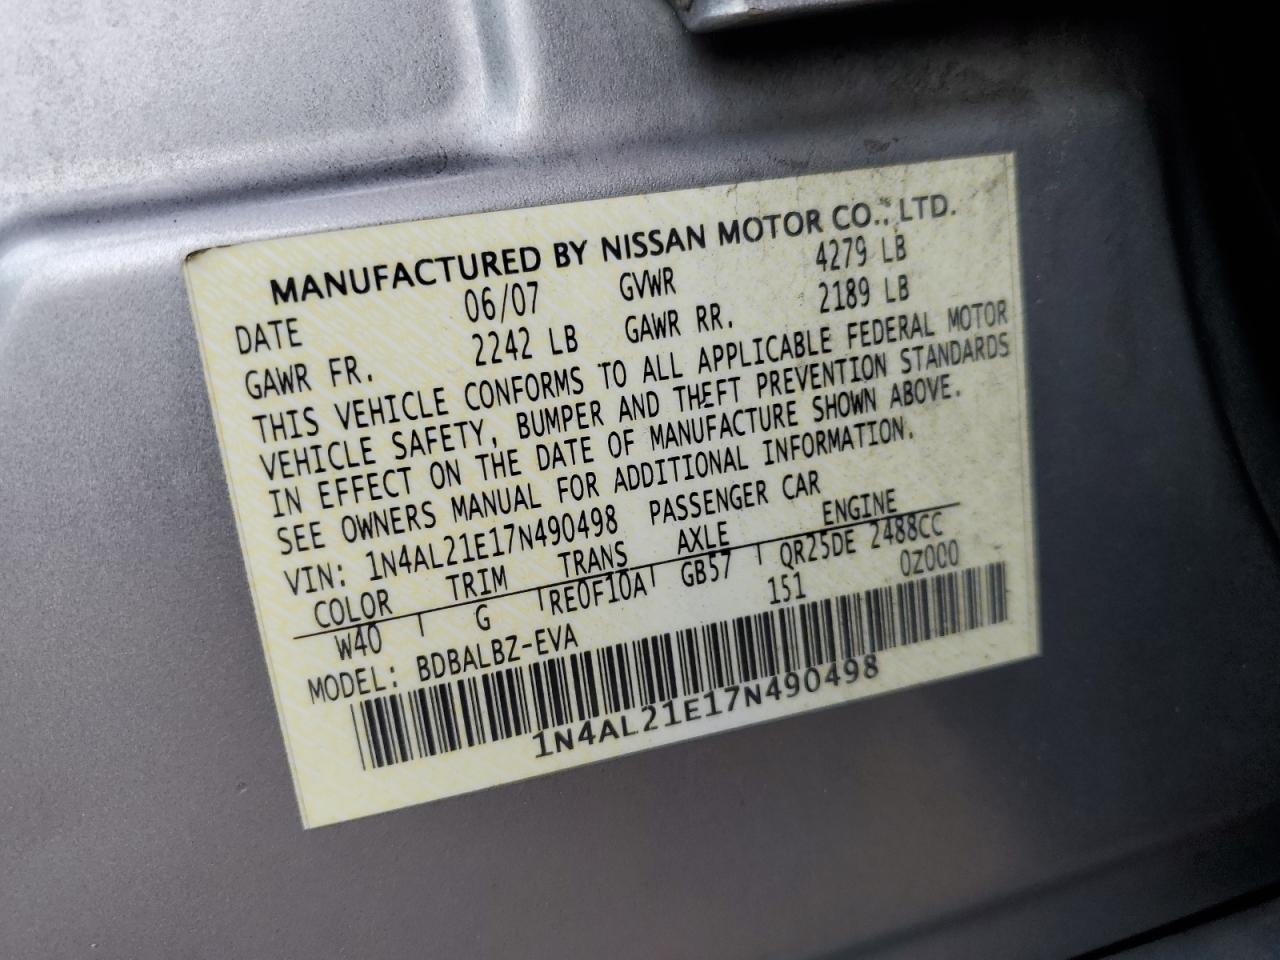 MANUFACTURED BY NISSAN MOTOR CO., LTD.
DATE 06/07 GVWR 4279 LB
GAWR FR. 2242 LB GAWR RR. 2189 LB
THIS VEHICLE CONFORMS TO ALL APPLICABLE FEDERAL MOTOR
VEHICLE SAFETY, BUMPER AND THEFT PREVENTION STANDARDS
IN EFFECT ON THE DATE OF MANUFACTURE SHOWN ABOVE.
SEE OWNERS MANUAL FOR ADDITIONAL INFORMATION.
VIN: 1N4AL21E17N490498 PASSENGER CAR
COLOR TRIM TRANS AXLE ENGINE
W40 G RE0F10A GB57 QR25DE 2488CC
MODEL: BDBALBZ-EVA 151 0Z000
1N4AL21E17N490498